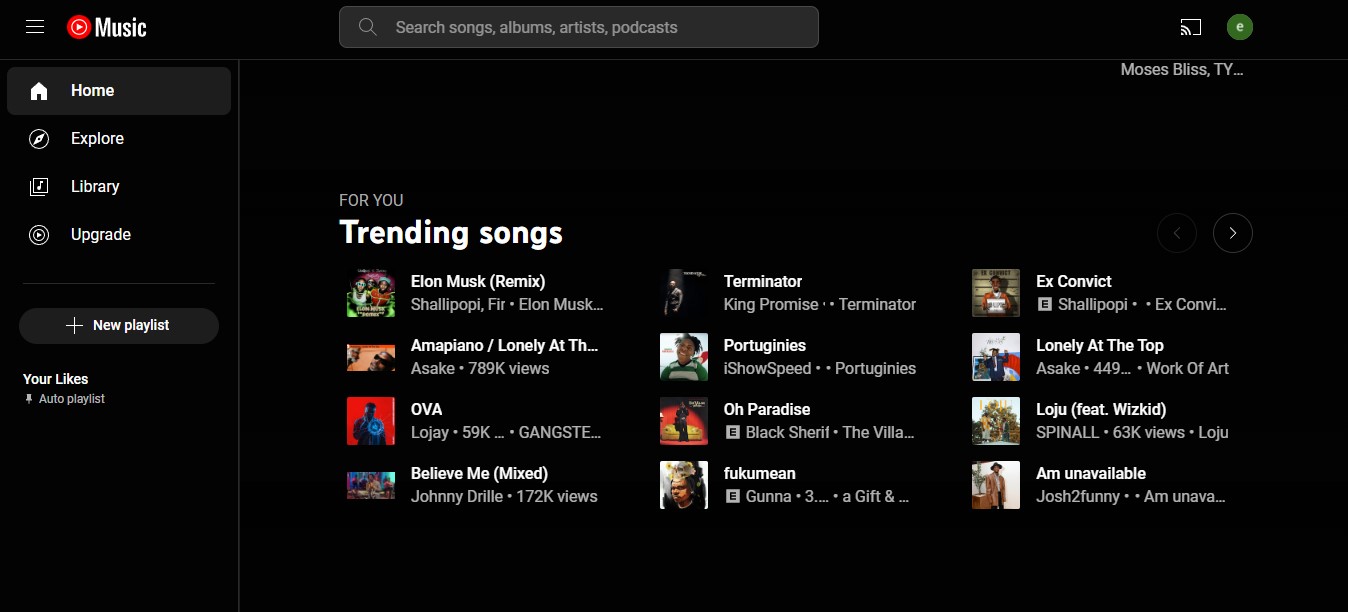 Music
Search songs, albums, artists, podcasts
e
Home
Explore
Library
Upgrade
New playlist
Your Likes
Auto playlist
Moses Bliss, TY...
FOR YOU
Trending songs
Elon Musk (Remix)
Shallipopi, Fir • Elon Musk...
Amapiano / Lonely At Th...
Asake • 789K views
OVA
Lojay • 59K ... • GANGSTE...
Believe Me (Mixed)
Johnny Drille • 172K views
Terminator
King Promise • • Terminator
Portuginies
iShowSpeed • • Portuginies
Oh Paradise
E Black Sherif • The Villa...
fukumean
E Gunna • 3.... • a Gift & ...
Ex Convict
E Shallipopi • • Ex Convi...
Lonely At The Top
Asake • 449... • Work Of Art
Loju (feat. Wizkid)
SPINALL • 63K views • Loju
Am unavailable
Josh2funny • • Am unava...